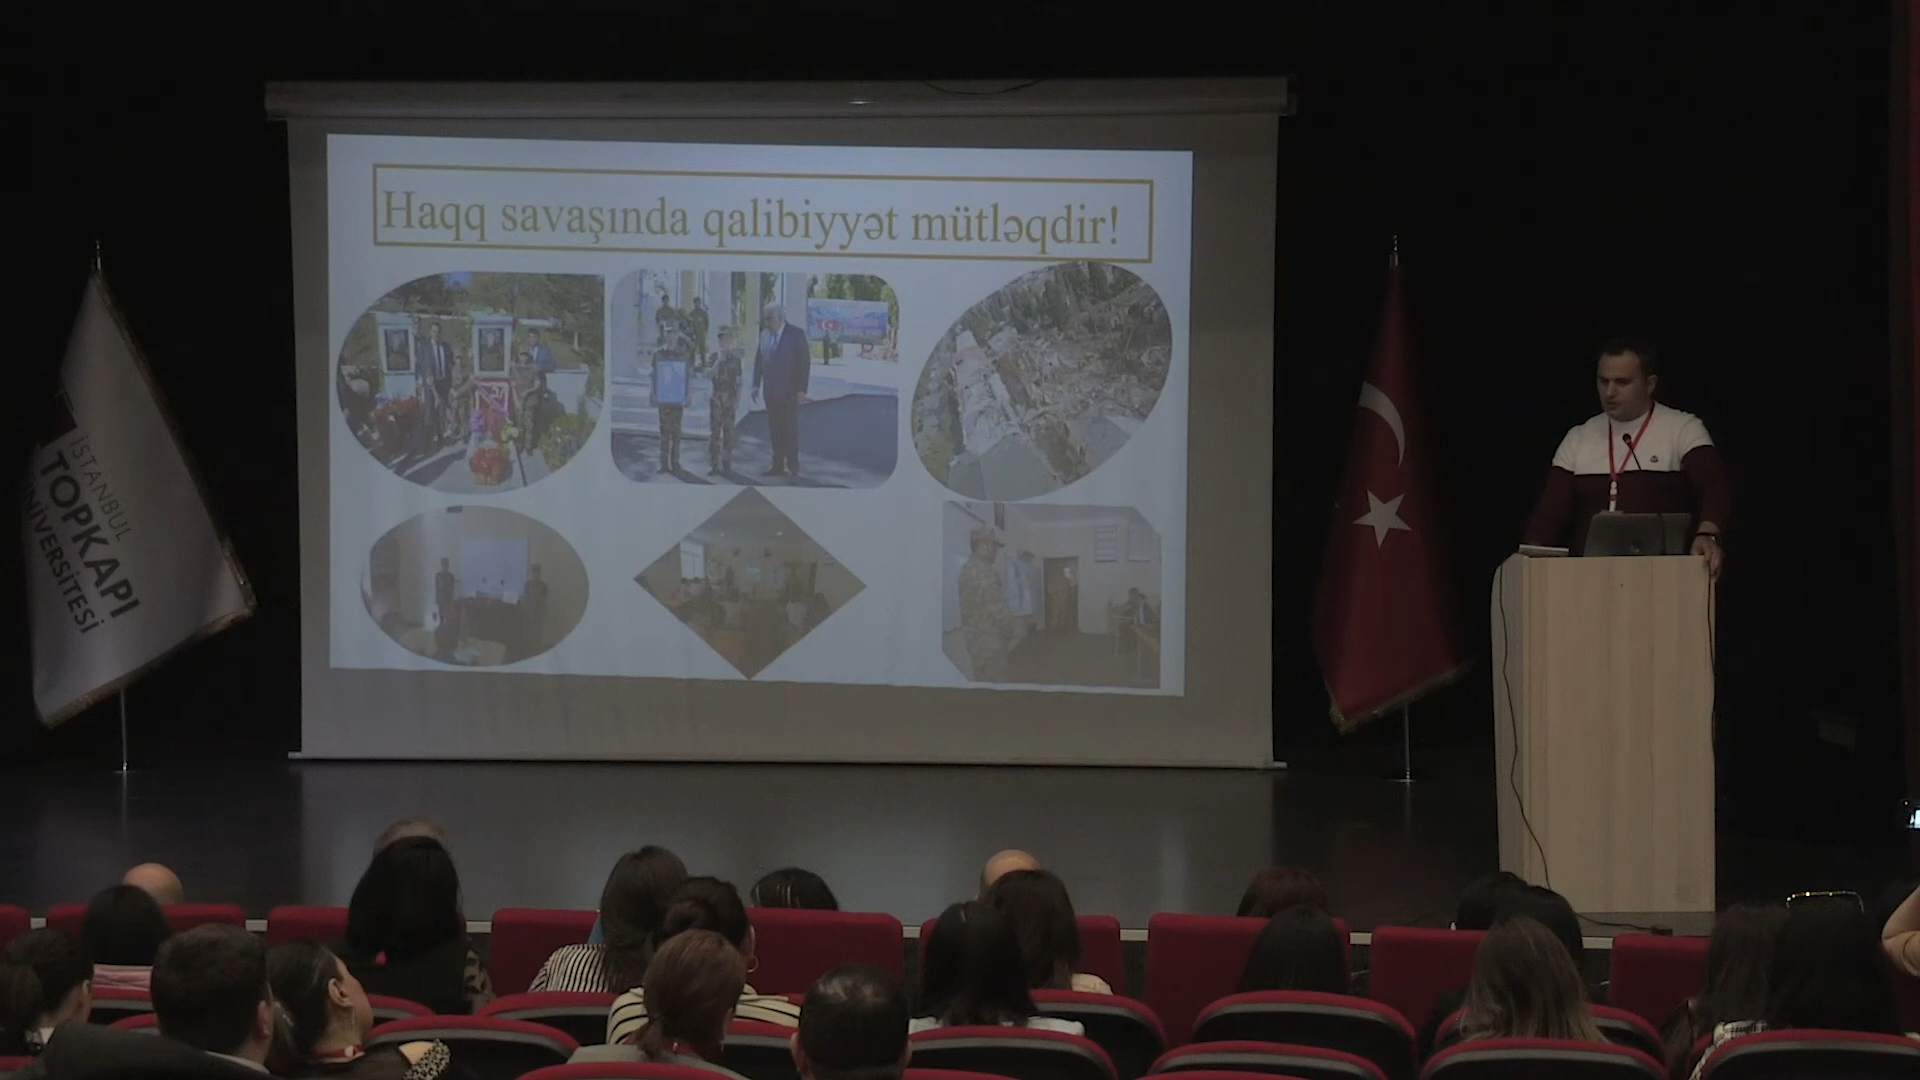 Haqq savaşında qalibiyyət mütləqdir!
İSTANBUL
TOPKAPI
ÜNİVERSİTESİ